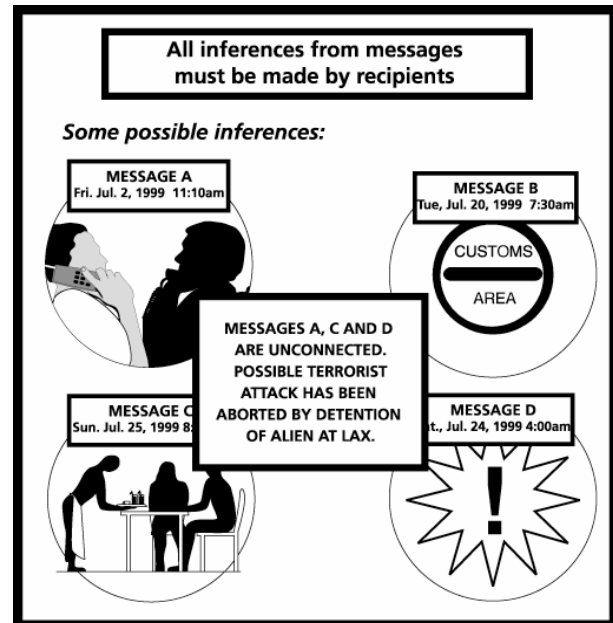 All inferences from messages
must be made by recipients
Some possible inferences:
MESSAGE A
Fri. Jul. 2, 1999 11:10am
MESSAGE B
Tue, Jul. 20, 1999 7:30am
CUSTOMS
AREA
MESSAGES A, C AND D
ARE UNCONNECTED.
POSSIBLE TERRORIST
ATTACK HAS BEEN
ABORTED BY DETENTION
OF ALIEN AT LAX.
MESSAGE C
Sun. Jul. 25, 1999 8:
MESSAGE D
Jul. 24, 1999 4:00am
!